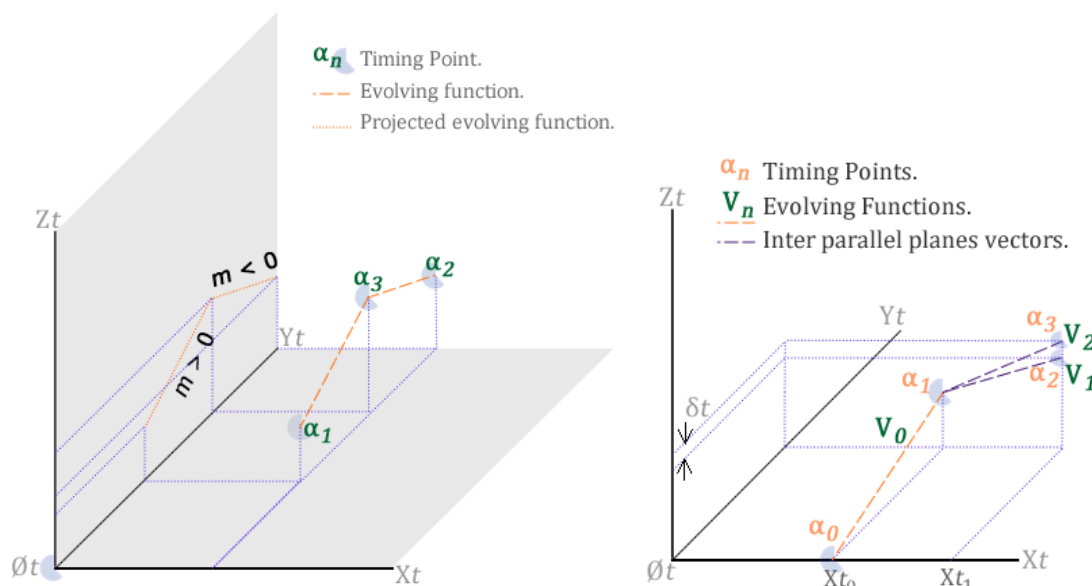 αn Timing Point.
Evolving function.
Projected evolving function.
Zt
m < 0
m > 0
α3
α2
Yt
α1
Øt
Xt
αn Timing Points.
Vn Evolving Functions.
Inter parallel planes vectors.
Zt
Yt
α3
V2
α1
α2
V1
δt
V0
α0
Øt
Xt0
Xt1
Xt